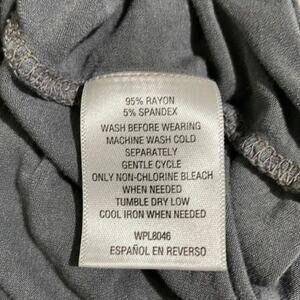 95% RAYON
5% SPANDEX
WASH BEFORE WEARING
MACHINE WASH COLD
SEPARATELY
GENTLE CYCLE
ONLY NON-CHLORINE BLEACH
WHEN NEEDED
TUMBLE DRY LOW
COOL IRON WHEN NEEDED
WPL8046
ESPAÑOL EN REVERSO